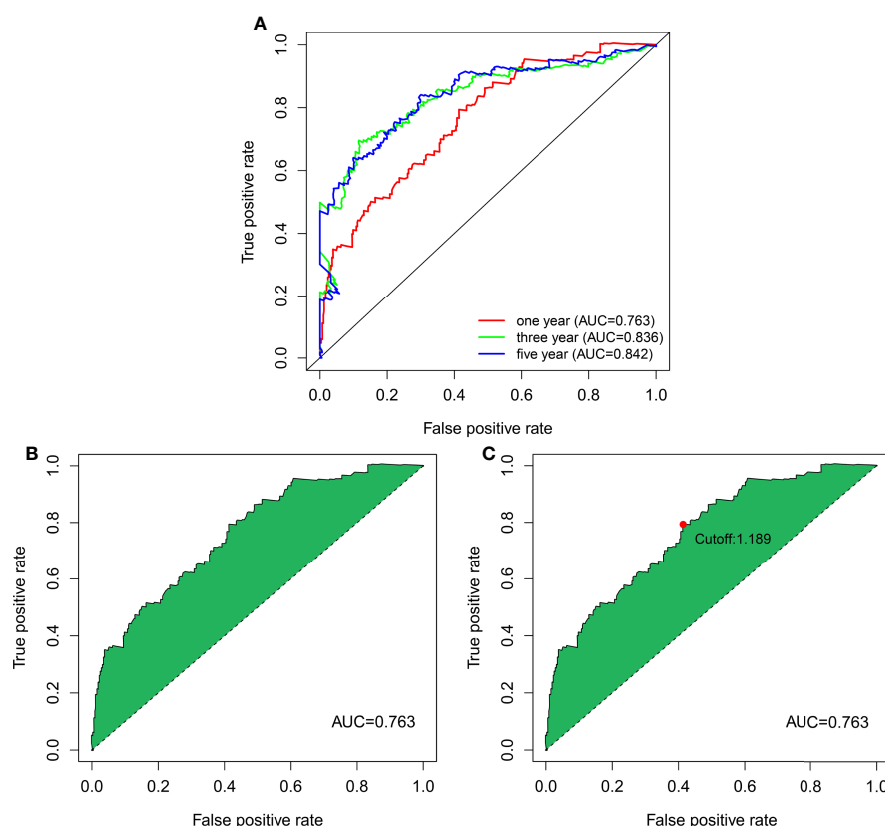 A
True positive rate
1.0
0.8
0.6
0.4
0.2
0.0
one year (AUC=0.763)
three year (AUC=0.836)
five year (AUC=0.842)
0.0 0.2 0.4 0.6 0.8 1.0
False positive rate
B
True positive rate
1.0
0.8
0.6
0.4
0.2
0.0
AUC=0.763
0.0 0.2 0.4 0.6 0.8 1.0
False positive rate
C
True positive rate
1.0
0.8
0.6
0.4
0.2
0.0
Cutoff:1.189
AUC=0.763
0.0 0.2 0.4 0.6 0.8 1.0
False positive rate